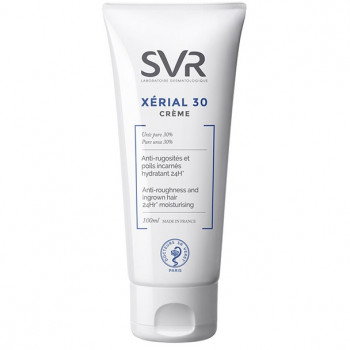 SVR
LABORATOIRE DERMATOLOGIQUE
XÉRIAL 30
CRÈME
Urée pure 30%
Pure urea 30%
Anti-rugosités et
poils incarnés
hydratant 24H*
Anti-roughness and
ingrown hair
24Hr* moisturising
100ml MADE IN FRANCE
PARIS